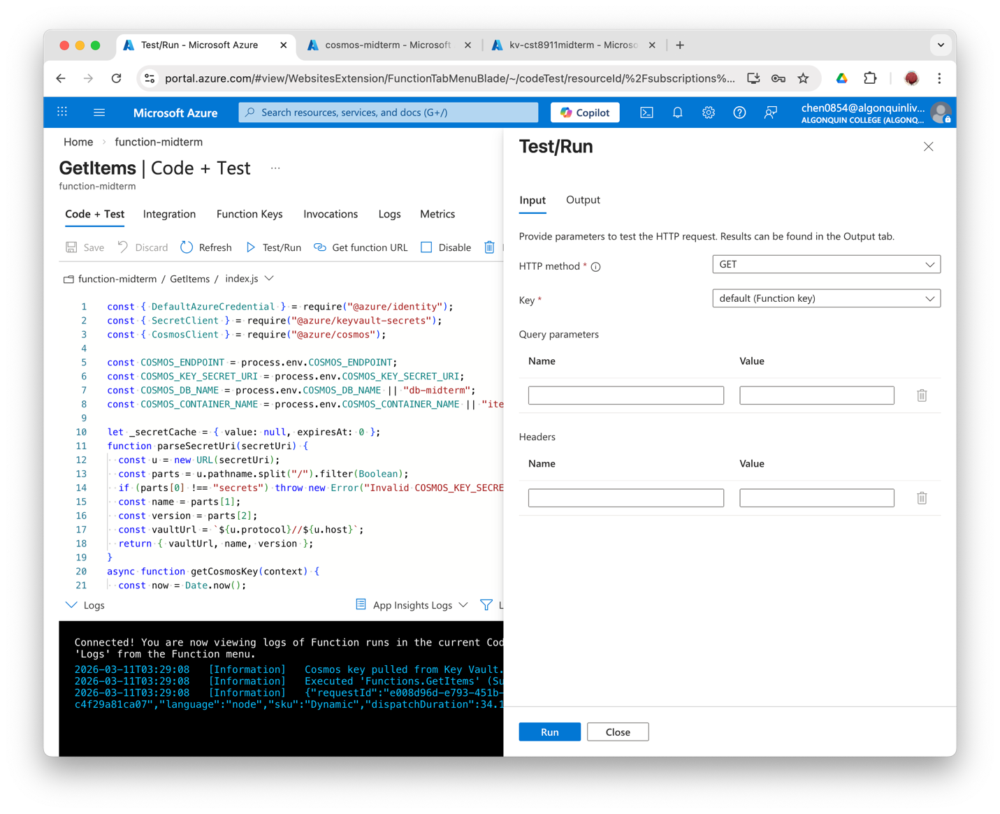 Test/Run - Microsoft Azure
cosmos-midterm - Microsoft
kv-cst8911midterm - Microso
portal.azure.com/#view/WebsitesExtension/FunctionTabMenuBlade/~/codeTest/resourceId/%2Fsubscriptions%...
Microsoft Azure
Search resources, services, and docs (G+/)
Copilot
chen0854@algonquinliv...
ALGONQUIN COLLEGE (ALGONQ...
Home > function-midterm
GetItems | Code + Test ...
function-midterm
Code + Test
Integration
Function Keys
Invocations
Logs
Metrics
Save
Discard
Refresh
Test/Run
Get function URL
Disable
function-midterm / GetItems / index.js
1 const { DefaultAzureCredential } = require("@azure/identity");
2 const { SecretClient } = require("@azure/keyvault-secrets");
3 const { CosmosClient } = require("@azure/cosmos");
4
5 const COSMOS_ENDPOINT = process.env.COSMOS_ENDPOINT;
6 const COSMOS_KEY_SECRET_URI = process.env.COSMOS_KEY_SECRET_URI;
7 const COSMOS_DB_NAME = process.env.COSMOS_DB_NAME || "db-midterm";
8 const COSMOS_CONTAINER_NAME = process.env.COSMOS_CONTAINER_NAME || "ite
9
10 let _secretCache = { value: null, expiresAt: 0 };
11 function parseSecretUri(secretUri) {
12 const u = new URL(secretUri);
13 const parts = u.pathname.split("/").filter(Boolean);
14 if (parts[0] !== "secrets") throw new Error("Invalid COSMOS_KEY_SECRE
15 const name = parts[1];
16 const version = parts[2];
17 const vaultUrl = `${u.protocol}//${u.host}`;
18 return { vaultUrl, name, version };
19 }
20 async function getCosmosKey(context) {
21 const now = Date.now();
Logs
App Insights Logs
L
Connected! You are now viewing logs of Function runs in the current Cod
'Logs' from the Function menu.
2026-03-11T03:29:08 [Information] Cosmos key pulled from Key Vault.
2026-03-11T03:29:08 [Information] Executed 'Functions.GetItems' (Su
2026-03-11T03:29:08 [Information] {"requestId":"e008d96d-e793-451b-
c4f29a81ca07","language":"node","sku":"Dynamic","dispatchDuration":34.1
Test/Run
Input
Output
Provide parameters to test the HTTP request. Results can be found in the Output tab.
HTTP method *
GET
Key *
default (Function key)
Query parameters
Name
Value
Headers
Name
Value
Run
Close